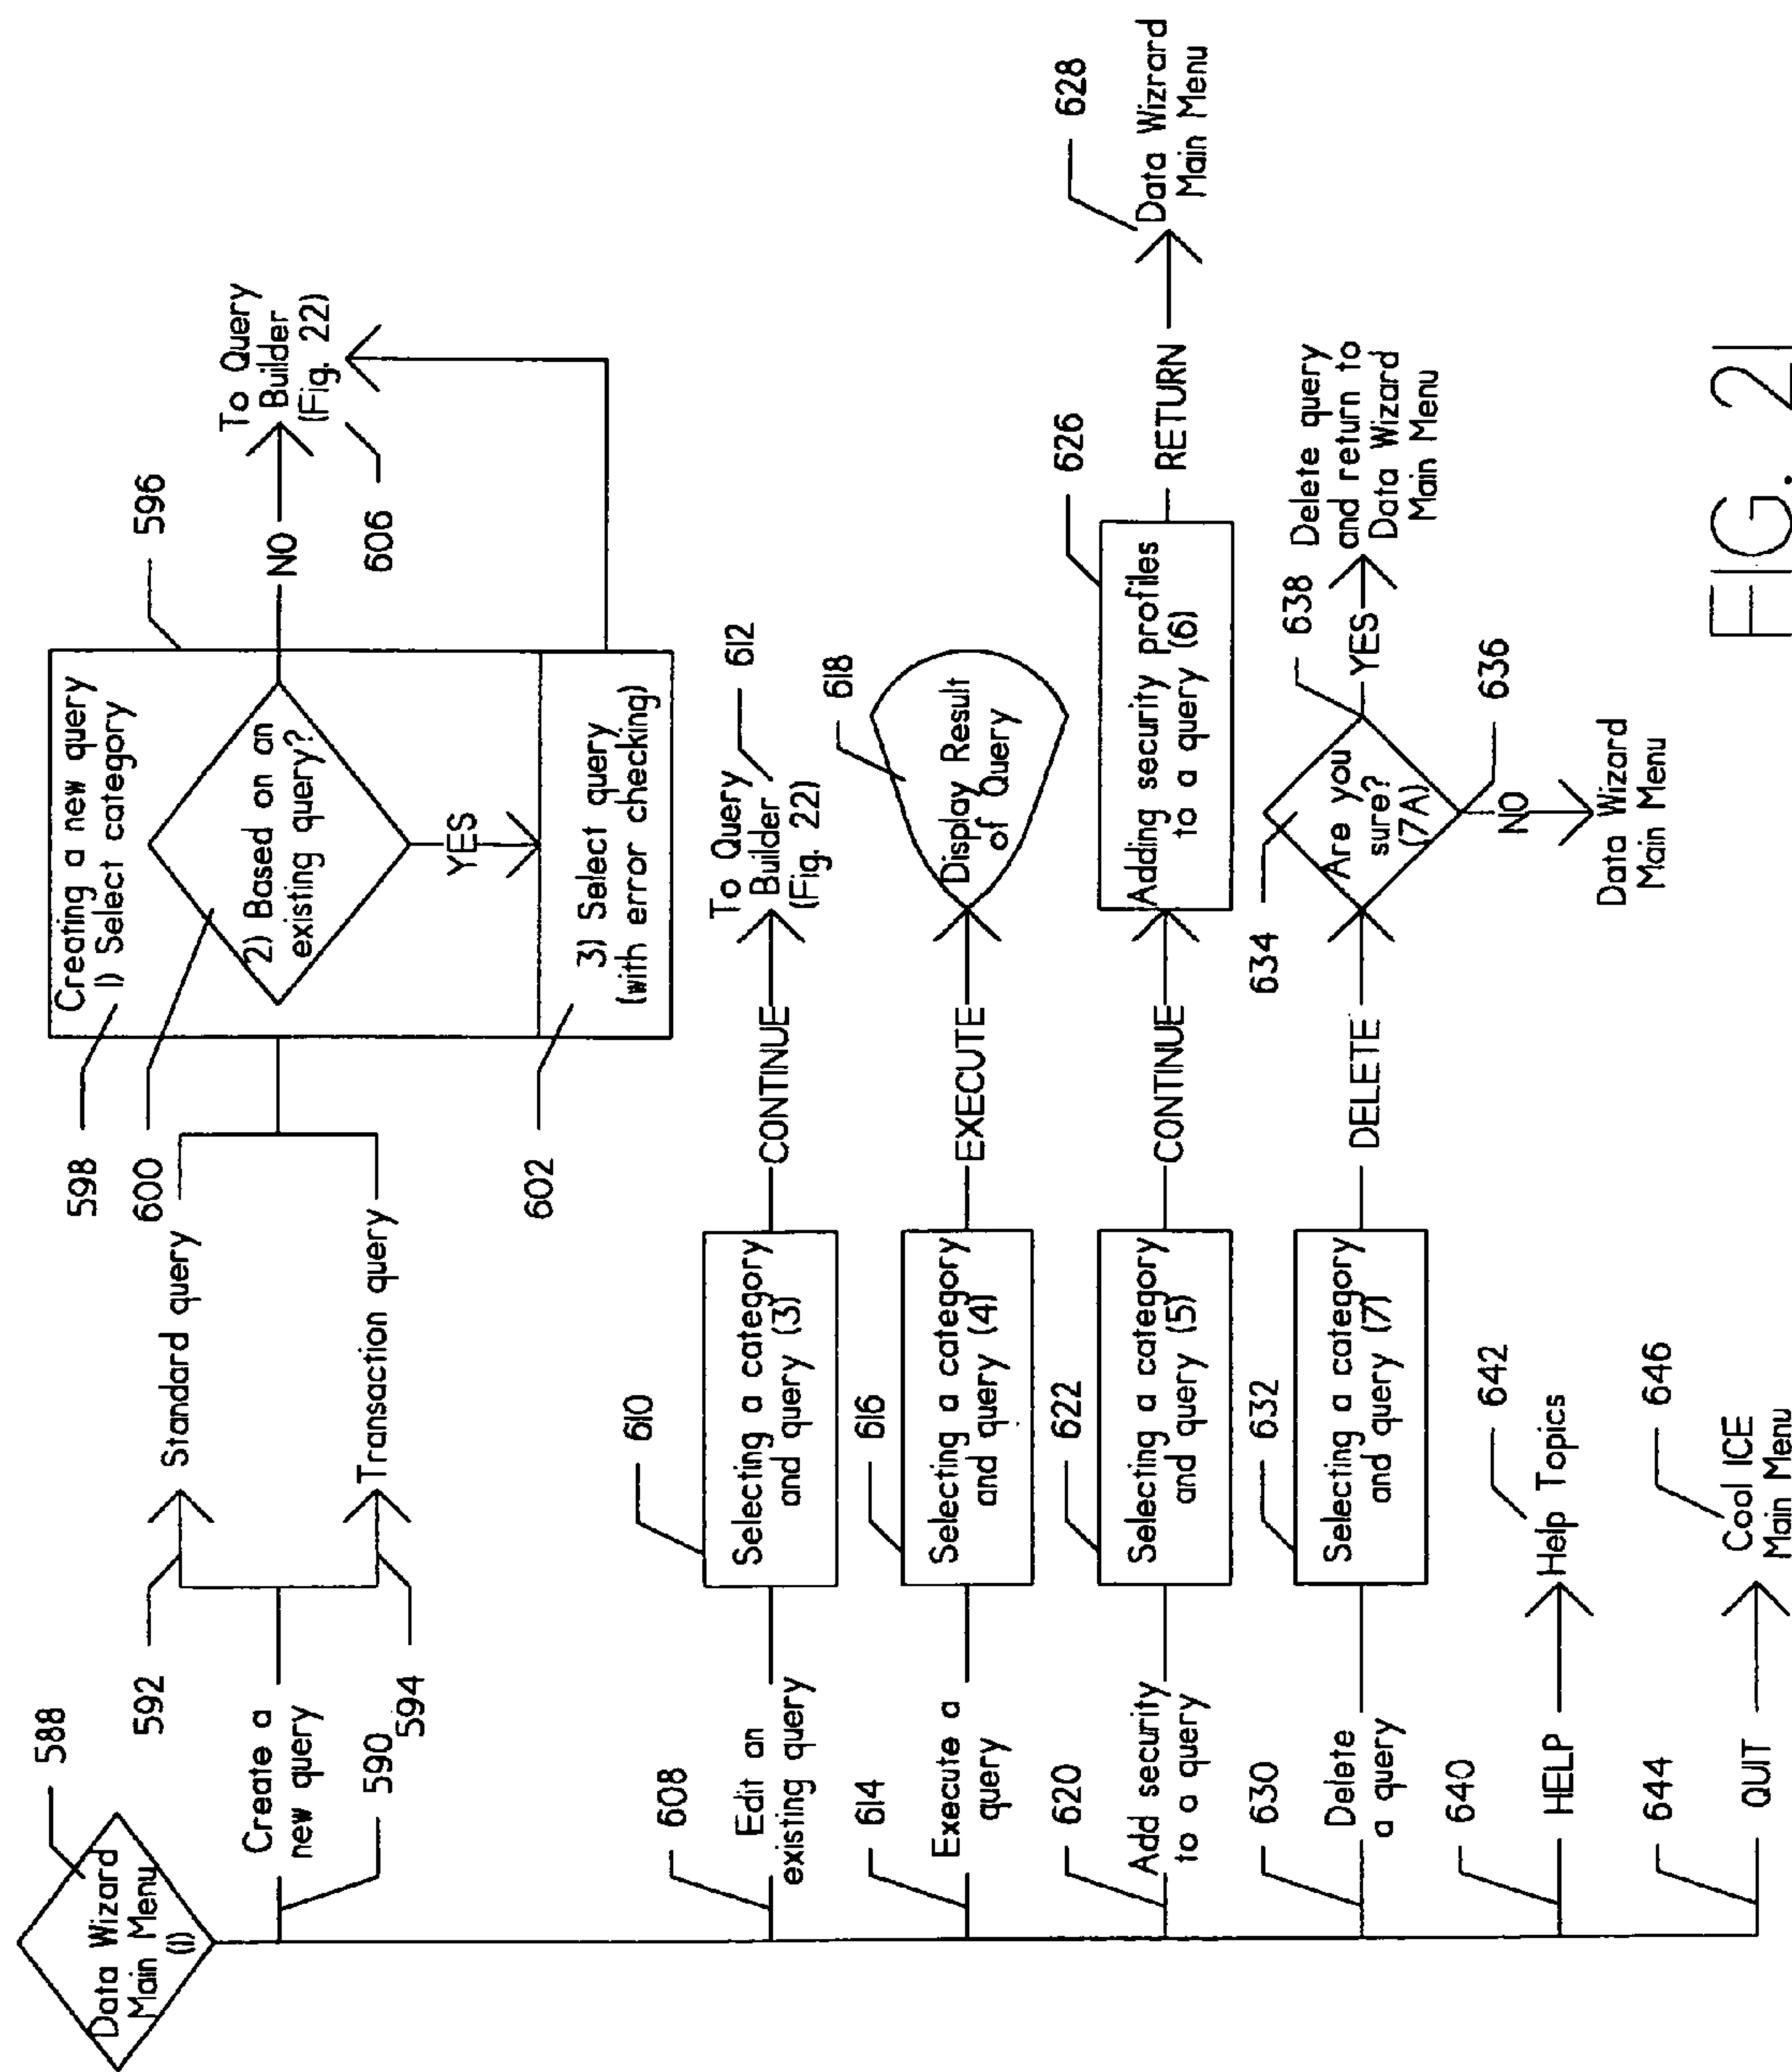 588
Data Wizard
Main Menu
(1)
Create a
new query
590
592
Standard query
594
Transaction query
596
Creating a new query
1) Select category
598
2) Based on an
existing query?
600
NO
YES
3) Select query
(with error checking)
602
To Query
Builder
(Fig. 22)
606
608
Edit an
existing query
610
Selecting a category
and query (3)
CONTINUE
To Query
Builder
(Fig. 22)
612
614
Execute a
query
616
Selecting a category
and query (4)
EXECUTE
Display Result
of Query
618
620
Add security
to a query
622
Selecting a category
and query (5)
CONTINUE
Adding security profiles
to a query (6)
626
RETURN
Data Wizrard
Main Menu
628
630
Delete
a query
632
Selecting a category
and query (7)
DELETE
634
Are you
sure?
(7A)
638
YES
Delete query
and return to
Data Wizard
Main Menu
636
NO
Data Wizard
Main Menu
640
HELP
642
Help Topics
644
QUIT
646
Cool ICE
Main Menu
FIG. 21